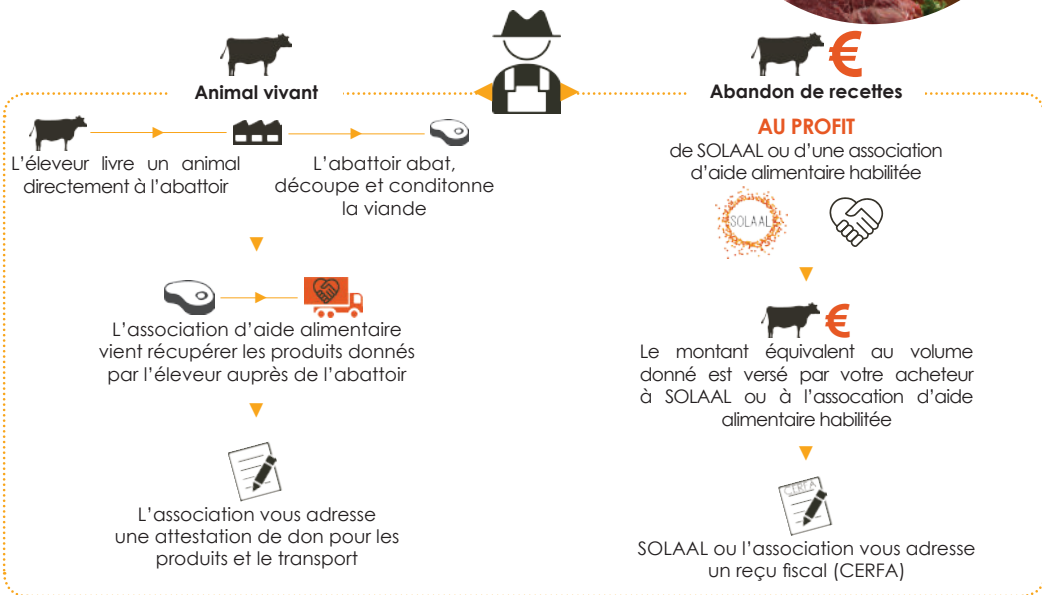 €
Animal vivant
L'éleveur livre un animal
directement à l'abattoir
L'abattoir abat,
découpe et conditonne
la viande
L'association d'aide alimentaire
vient récupérer les produits donnés
par l'éleveur auprès de l'abattoir
L'association vous adresse
une attestation de don pour les
produits et le transport
Abandon de recettes
AU PROFIT
de SOLAAL ou d'une association
d'aide alimentaire habilitée
SOLAAL
€
Le montant équivalent au volume
donné est versé par votre acheteur
à SOLAAL ou à l'assocation d'aide
alimentaire habilitée
CERFA
SOLAAL ou l'association vous adresse
un reçu fiscal (CERFA)